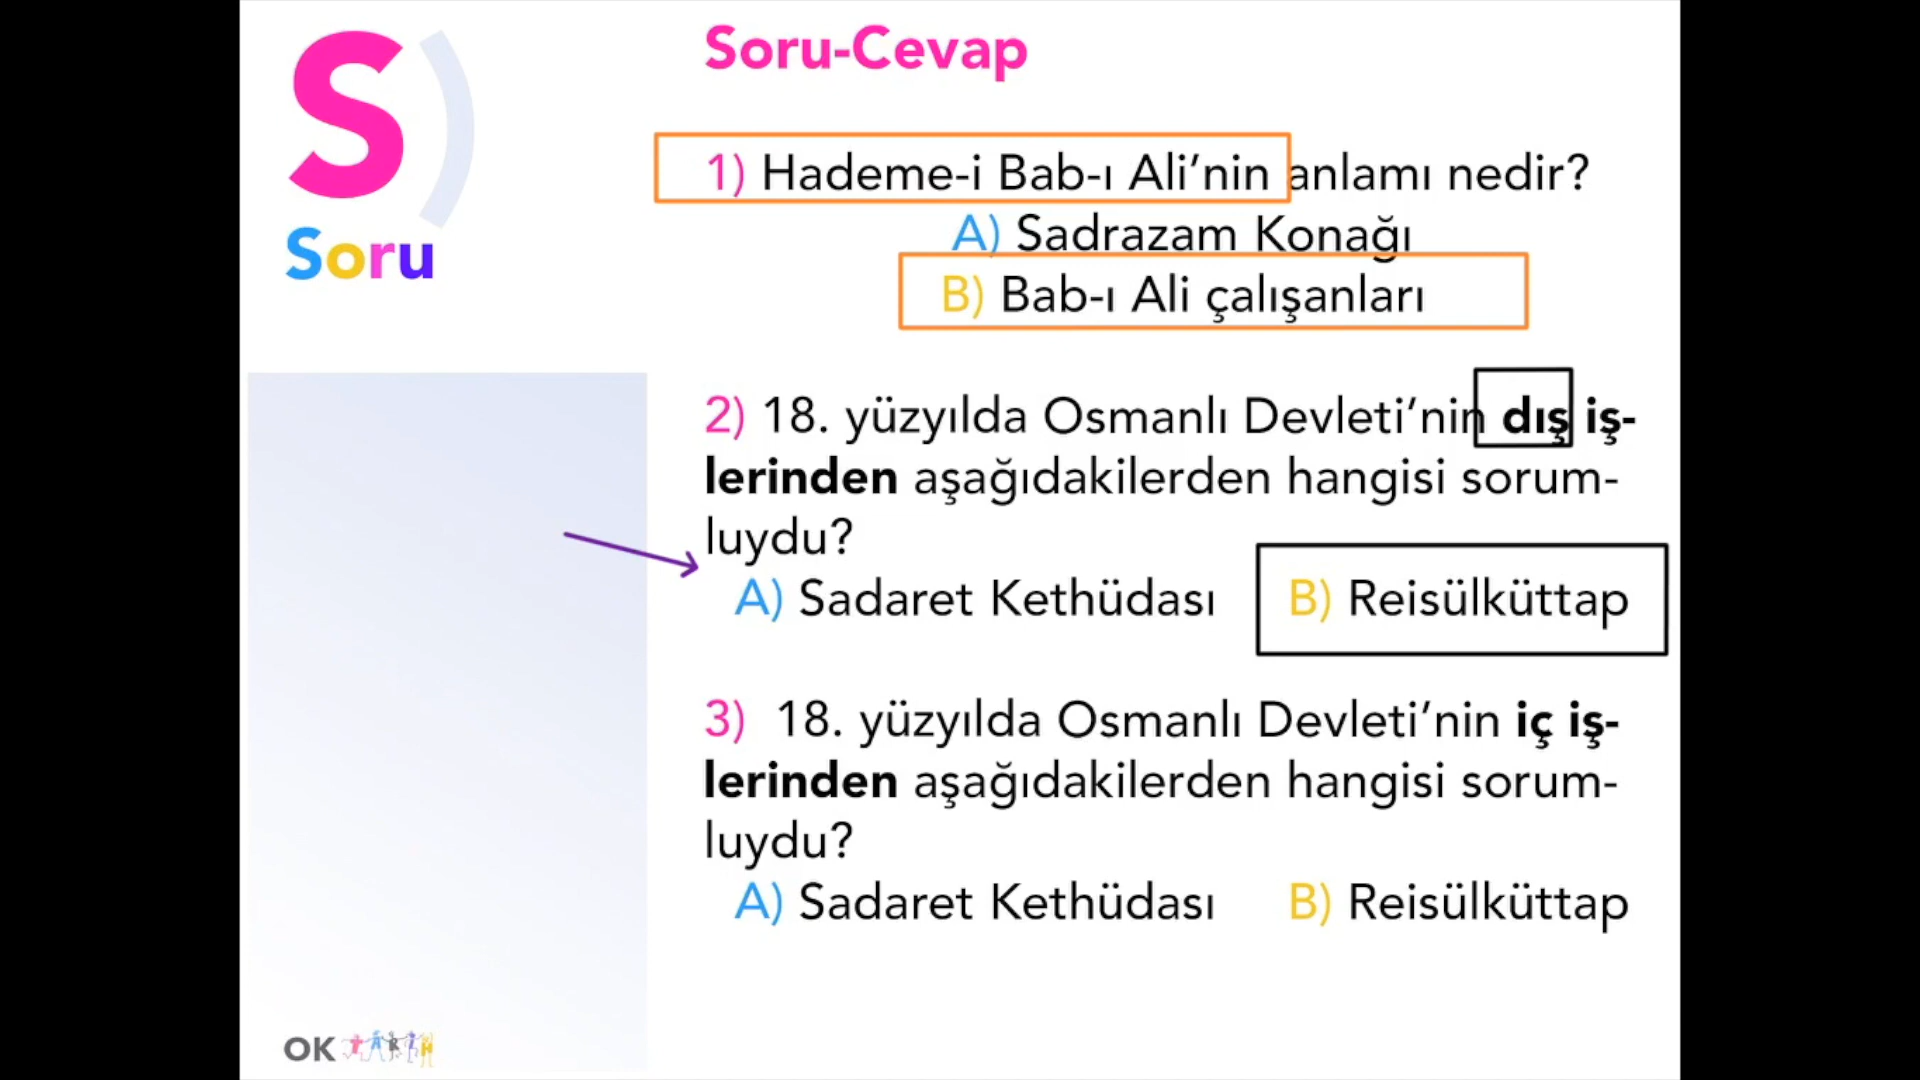 S)
Soru
Soru-Cevap
1) Hademe-i Bab-ı Ali’nin anlamı nedir?
A) Sadrazam Konağı
B) Bab-ı Ali çalışanları
2) 18. yüzyılda Osmanlı Devleti’nin dış iş-
lerinden aşağıdakilerden hangisi sorum-
luydu?
A) Sadaret Kethüdası B) Reisülküttap
3) 18. yüzyılda Osmanlı Devleti’nin iç iş-
lerinden aşağıdakilerden hangisi sorum-
luydu?
A) Sadaret Kethüdası B) Reisülküttap
OK TARİH